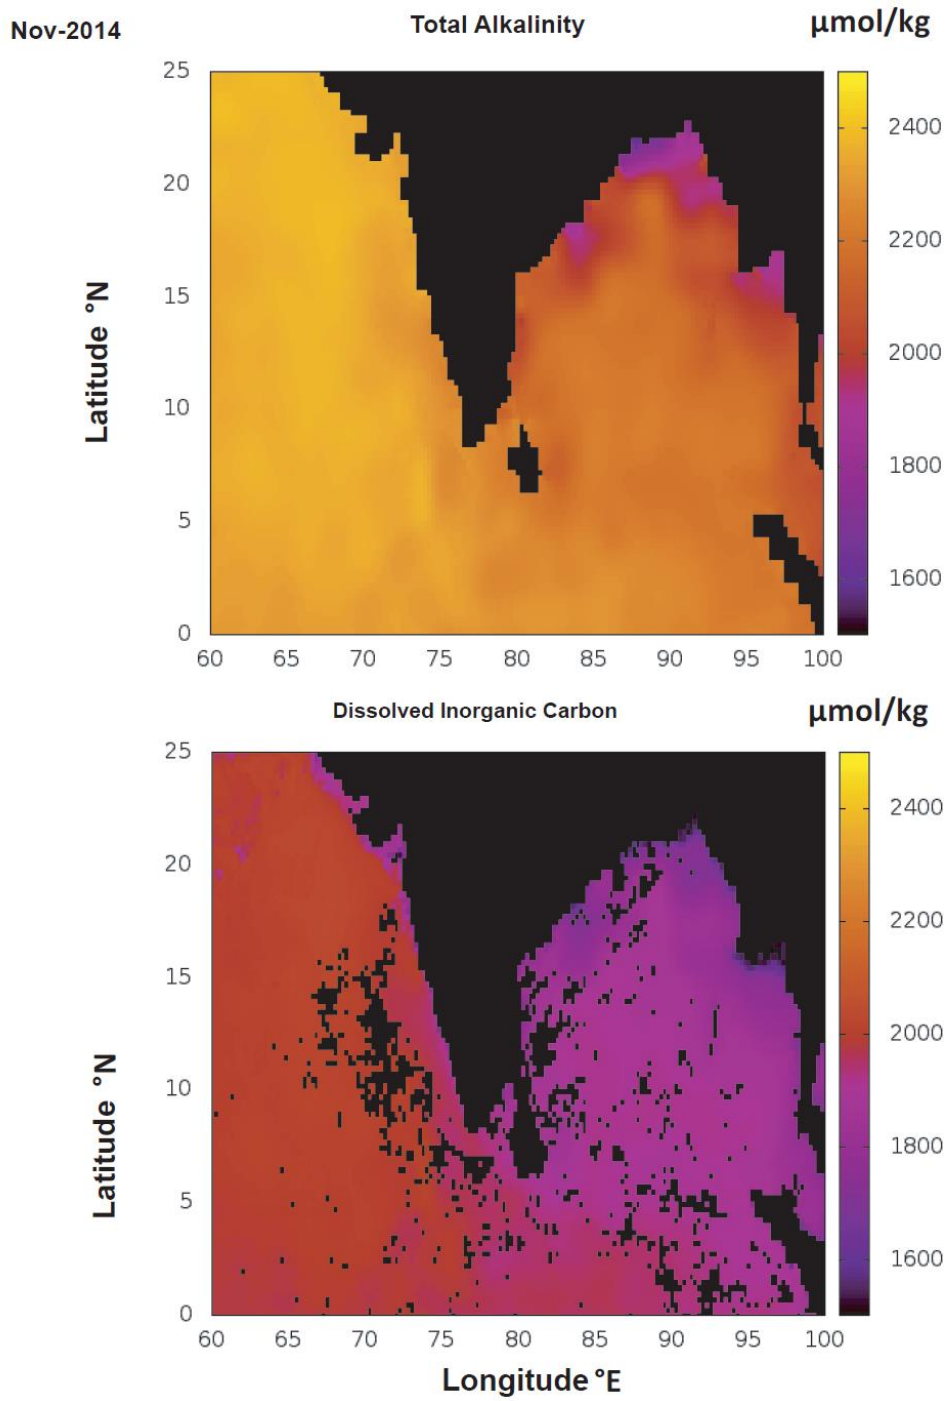 Nov-2014
Total Alkalinity
µmol/kg
25
20
15
10
5
0
Latitude °N
60 65 70 75 80 85 90 95 100
2400
2200
2000
1800
1600
Dissolved Inorganic Carbon
µmol/kg
25
20
15
10
5
0
Latitude °N
60 65 70 75 80 85 90 95 100
2400
2200
2000
1800
1600
Longitude °E